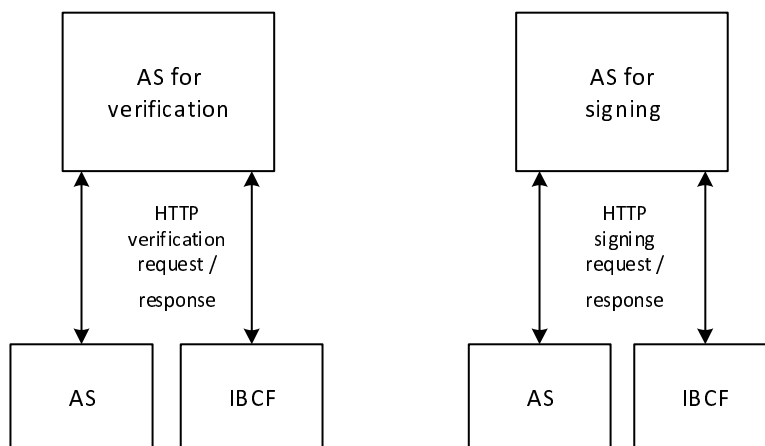 AS for
verification
AS for
signing
HTTP
verification
request /
response
HTTP
signing
request /
response
AS
IBCF
AS
IBCF